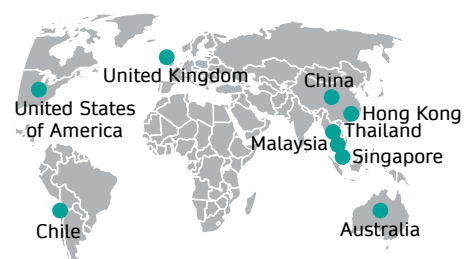 United Kingdom
China
United States
of America
Hong Kong
Thailand
Malaysia
Singapore
Chile
Australia